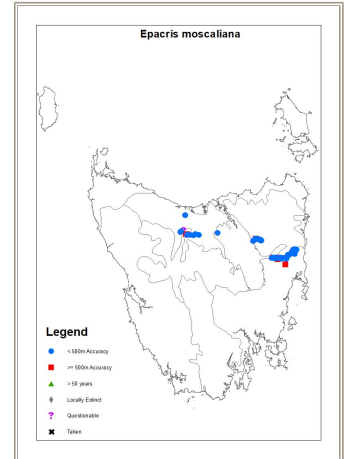 Epacris moscaliana
Legend
< 500m Accuracy
>= 500m Accuracy
> 50 years
Locally Extinct
? Questionable
Taken